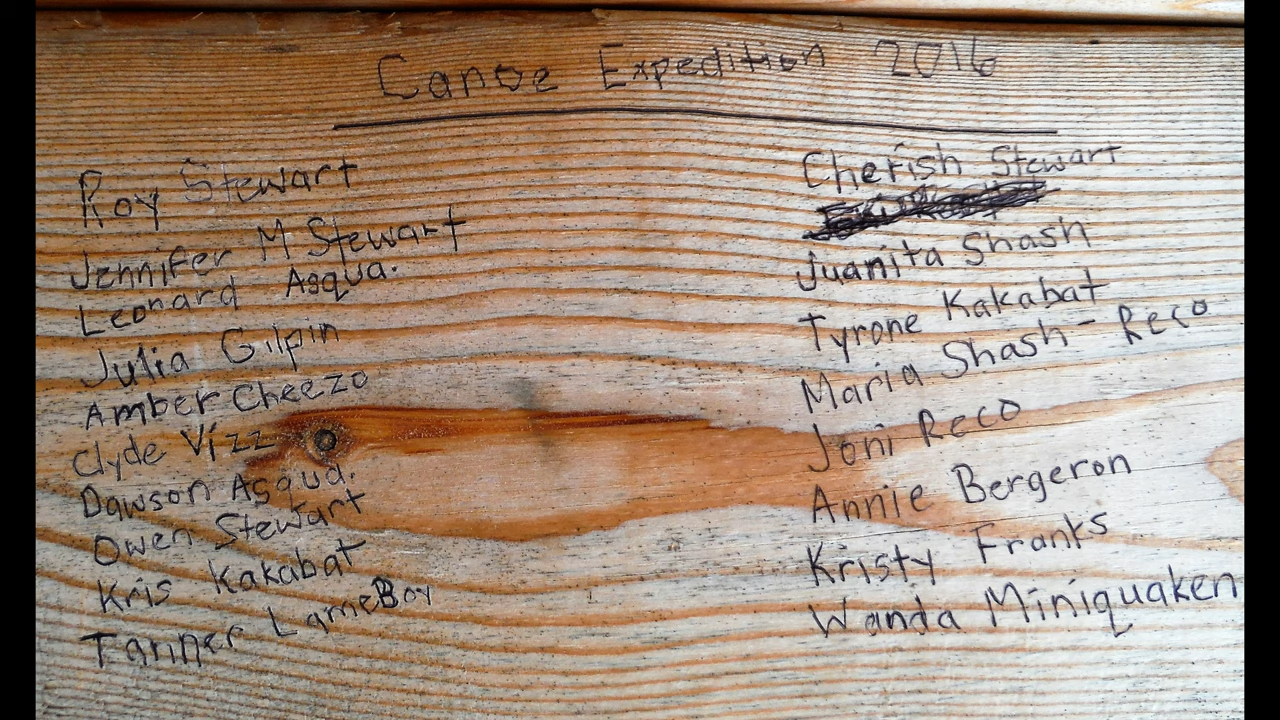 Canoe Expedition 2016
Roy Stewart
Jennifer M Stewart
Leonard Asqua.
Julia Gilpin
Amber Cheezo
Clyde Vizz
Dawson Asqua.
Owen Stewart
Kris Kakabat
Tanner LameBoy
Cherish Stewart
Juanita Shash
Tyrone Kakabat
Maria Shash-Reco
Joni Reco
Annie Bergeron
Kristy Franks
Wanda Miniquaken